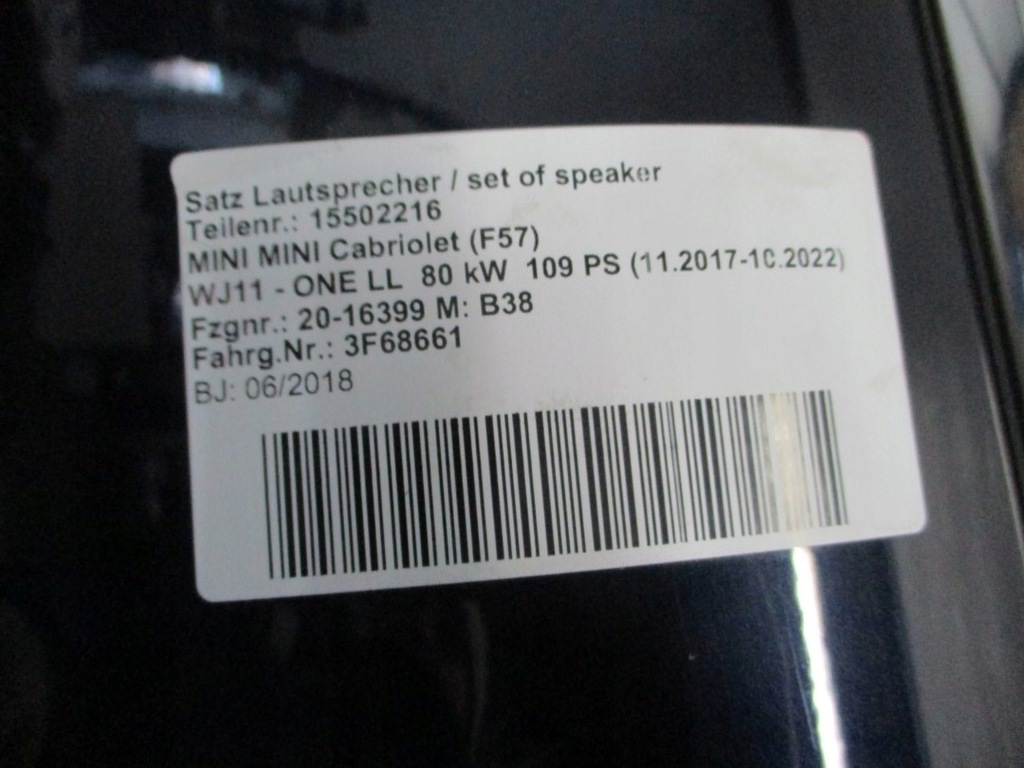 Satz Lautsprecher / set of speaker
Teilenr.: 15502216
MINI MINI Cabriolet (F57)
WJ11 - ONE LL 80 kW 109 PS (11.2017-10.2022)
Fzgnr.: 20-16399 M: B38
Fahrg.Nr.: 3F68661
BJ: 06/2018